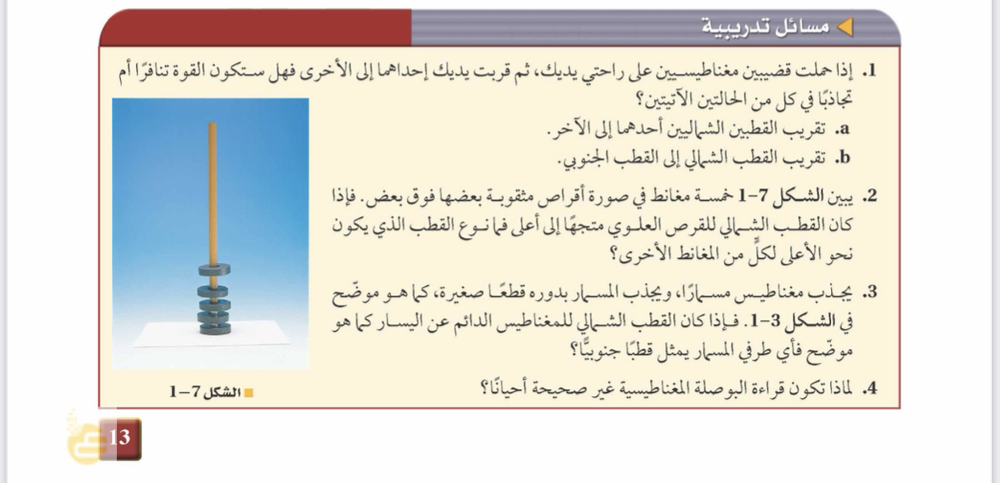 مسائل تدريبية
1. إذا حملت قضيبين مغناطيسيين على راحتي يديك، ثم قربت يديك إحداهما إلى الأخرى فهل ستكون القوة تنافرًا أم
تجاذبًا في كل من الحالتين الآتيتين؟
a. تقريب القطبين الشماليين أحدهما إلى الآخر.
b. تقريب القطب الشمالي إلى القطب الجنوبي.
2. يبين الشكل 7-1 خمسة مغانط في صورة أقراص مثقوبة بعضها فوق بعض. فإذا
كان القطب الشمالي للقرص العلوي متجهًا إلى أعلى فما نوع القطب الذي يكون
نحو الأعلى لكلٍّ من المغانط الأخرى؟
3. يجذب مغناطيس مسمارًا، ويجذب المسمار بدوره قطعًا صغيرة، كما هو موضّح
في الشكل 3-1. فإذا كان القطب الشمالي للمغناطيس الدائم عن اليسار كما هو
موضّح فأي طرفي المسمار يمثل قطبًا جنوبيًّا؟
4. لماذا تكون قراءة البوصلة المغناطيسية غير صحيحة أحيانًا؟
الشكل 7-1
13